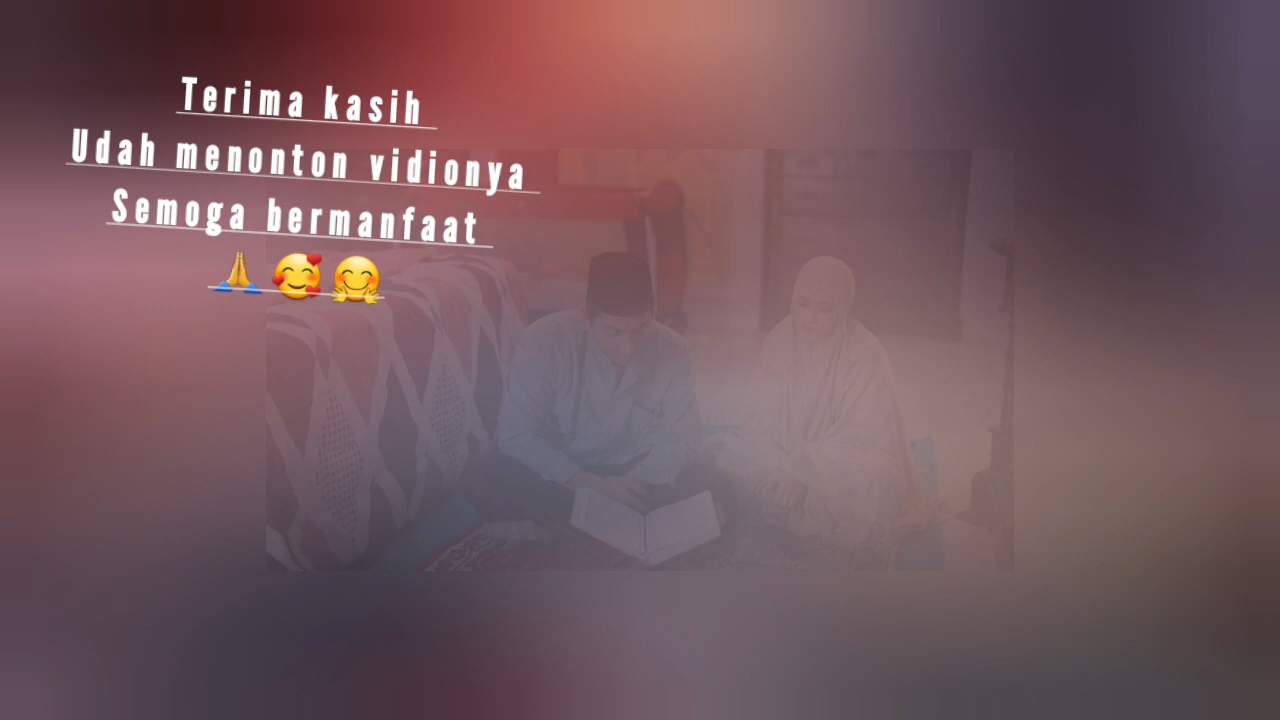 Terima kasih
Udah menonton vidionya
Semoga bermanfaat
🙏🥰🤗